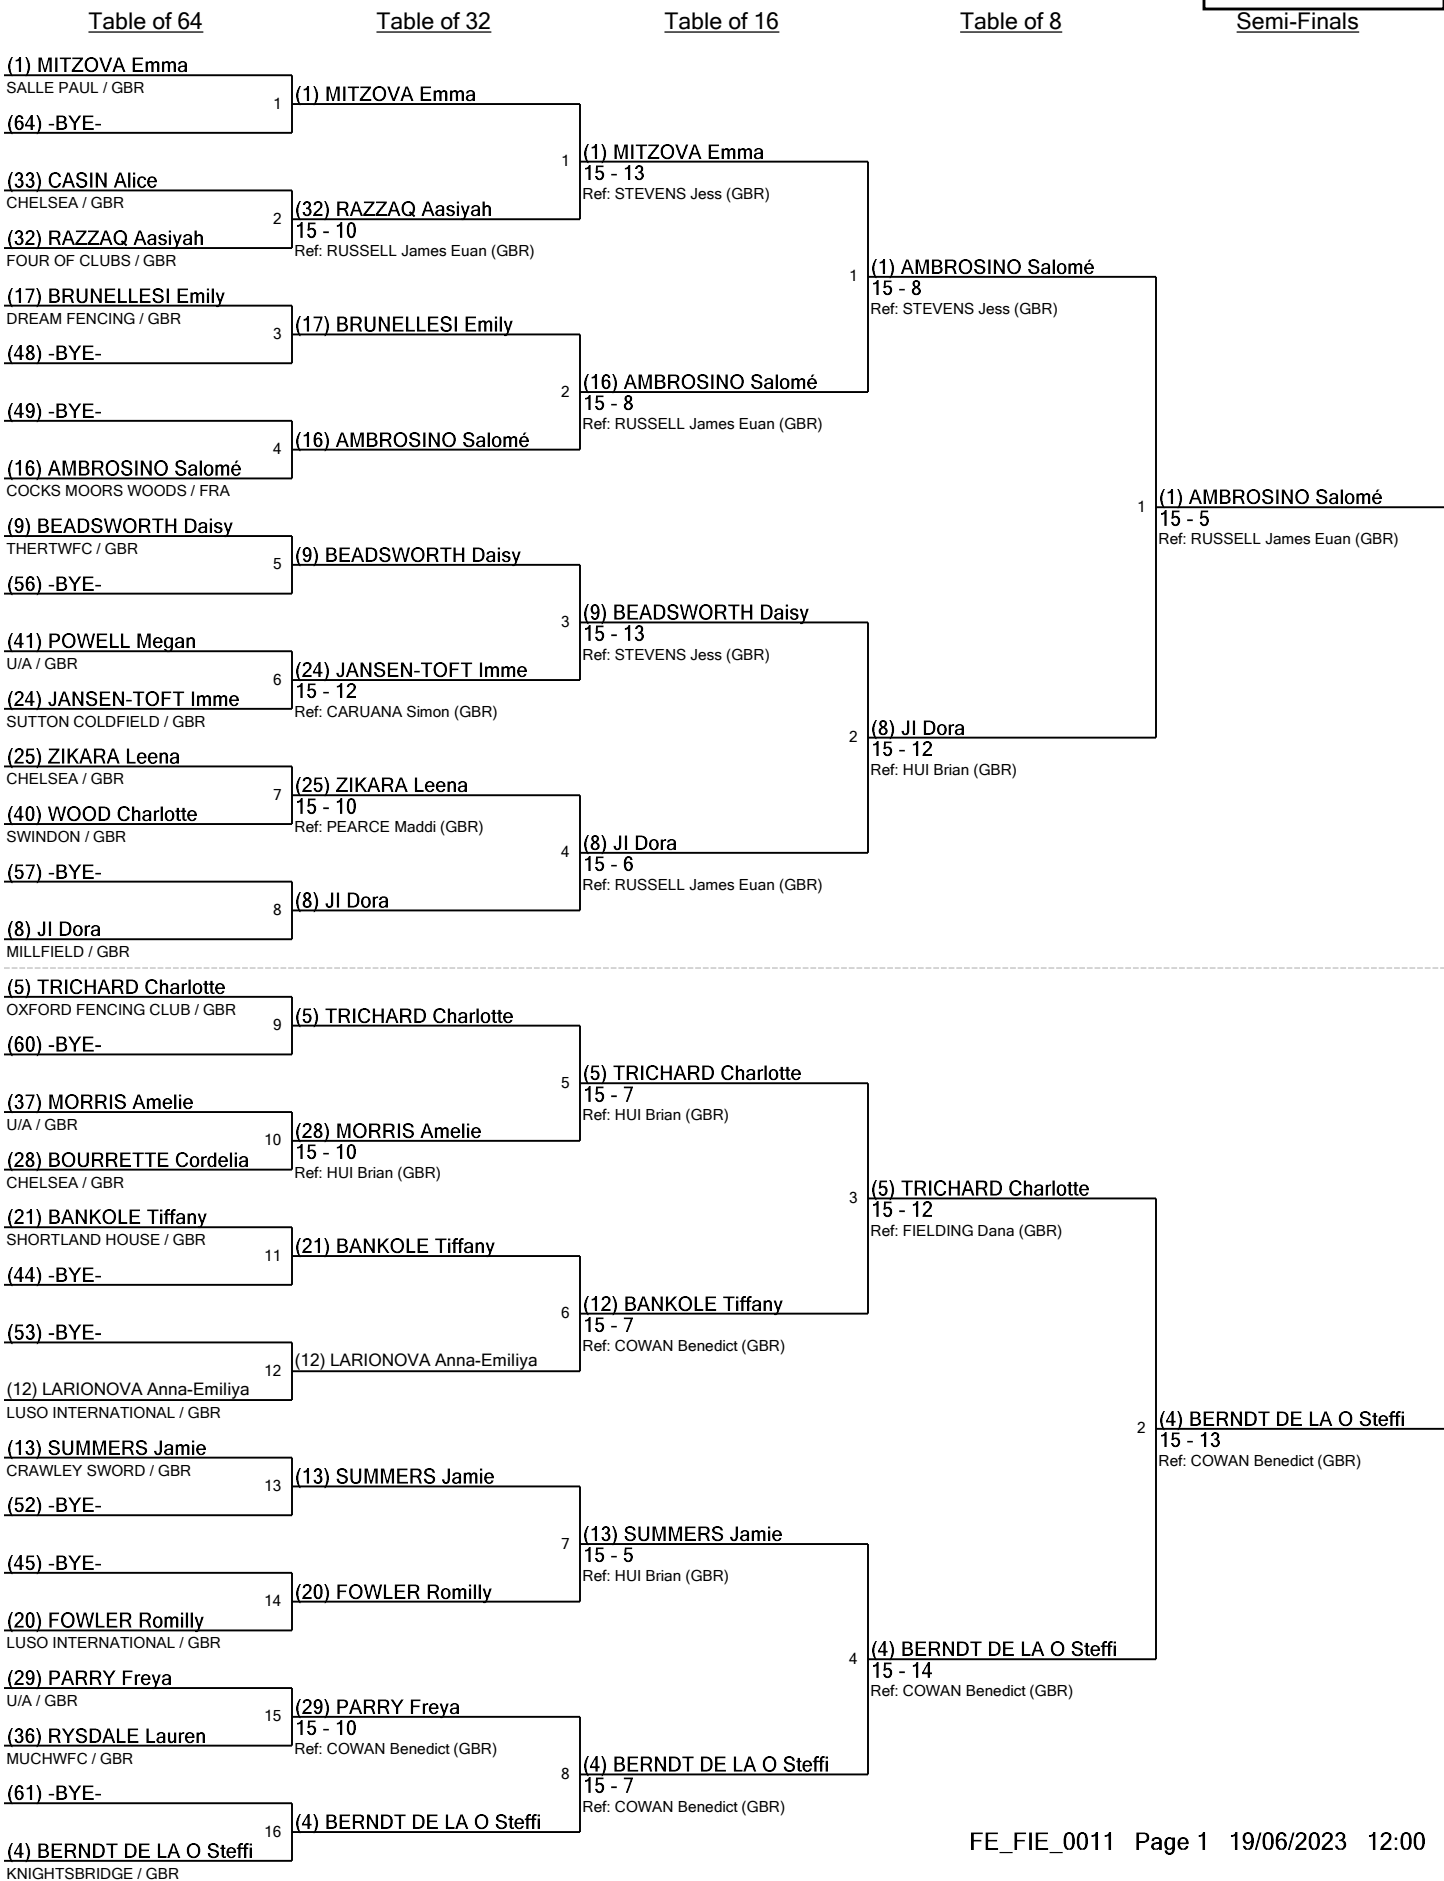 Table of 64
Table of 32
Table of 16
Table of 8
Semi-Finals
(1) MITZOVA Emma
SALLE PAUL / GBR
1
(64) -BYE-
(33) CASIN Alice
CHELSEA / GBR
2
(32) RAZZAQ Aasiyah
FOUR OF CLUBS / GBR
(17) BRUNELLESI Emily
DREAM FENCING / GBR
3
(48) -BYE-
(49) -BYE-
4
(16) AMBROSINO Salomé
COCKS MOORS WOODS / FRA
(9) BEADSWORTH Daisy
THERTWFC / GBR
5
(56) -BYE-
(41) POWELL Megan
U/A / GBR
6
(24) JANSEN-TOFT Imme
SUTTON COLDFIELD / GBR
(25) ZIKARA Leena
CHELSEA / GBR
7
(40) WOOD Charlotte
SWINDON / GBR
(57) -BYE-
8
(8) JI Dora
MILLFIELD / GBR
(5) TRICHARD Charlotte
OXFORD FENCING CLUB / GBR
9
(60) -BYE-
(37) MORRIS Amelie
U/A / GBR
10
(28) BOURRETTE Cordelia
CHELSEA / GBR
(21) BANKOLE Tiffany
SHORTLAND HOUSE / GBR
11
(44) -BYE-
(53) -BYE-
12
(12) LARIONOVA Anna-Emiliya
LUSO INTERNATIONAL / GBR
(13) SUMMERS Jamie
CRAWLEY SWORD / GBR
13
(52) -BYE-
(45) -BYE-
14
(20) FOWLER Romilly
LUSO INTERNATIONAL / GBR
(29) PARRY Freya
U/A / GBR
15
(36) RYSDALE Lauren
MUCHWFC / GBR
(61) -BYE-
16
(4) BERNDT DE LA O Steffi
KNIGHTSBRIDGE / GBR
(1) MITZOVA Emma
1
(32) RAZZAQ Aasiyah
15 - 10
Ref: RUSSELL James Euan (GBR)
(17) BRUNELLESI Emily
2
(16) AMBROSINO Salomé
(9) BEADSWORTH Daisy
3
(24) JANSEN-TOFT Imme
15 - 12
Ref: CARUANA Simon (GBR)
(25) ZIKARA Leena
15 - 10
Ref: PEARCE Maddi (GBR)
4
(8) JI Dora
(5) TRICHARD Charlotte
5
(28) MORRIS Amelie
15 - 10
Ref: HUI Brian (GBR)
(21) BANKOLE Tiffany
6
(12) LARIONOVA Anna-Emiliya
(13) SUMMERS Jamie
7
(20) FOWLER Romilly
(29) PARRY Freya
15 - 10
Ref: COWAN Benedict (GBR)
8
(4) BERNDT DE LA O Steffi
(1) MITZOVA Emma
15 - 13
Ref: STEVENS Jess (GBR)
1
(16) AMBROSINO Salomé
15 - 8
Ref: RUSSELL James Euan (GBR)
(9) BEADSWORTH Daisy
15 - 13
Ref: STEVENS Jess (GBR)
2
(8) JI Dora
15 - 6
Ref: RUSSELL James Euan (GBR)
(5) TRICHARD Charlotte
15 - 7
Ref: HUI Brian (GBR)
3
(12) BANKOLE Tiffany
15 - 7
Ref: COWAN Benedict (GBR)
(13) SUMMERS Jamie
15 - 5
Ref: HUI Brian (GBR)
4
(4) BERNDT DE LA O Steffi
15 - 7
Ref: COWAN Benedict (GBR)
(1) AMBROSINO Salomé
15 - 8
Ref: STEVENS Jess (GBR)
1
(8) JI Dora
15 - 12
Ref: HUI Brian (GBR)
(5) TRICHARD Charlotte
15 - 12
Ref: FIELDING Dana (GBR)
2
(4) BERNDT DE LA O Steffi
15 - 14
Ref: COWAN Benedict (GBR)
(1) AMBROSINO Salomé
15 - 5
Ref: RUSSELL James Euan (GBR)
(4) BERNDT DE LA O Steffi
15 - 13
Ref: COWAN Benedict (GBR)
FE_FIE_0011 Page 1 19/06/2023 12:00